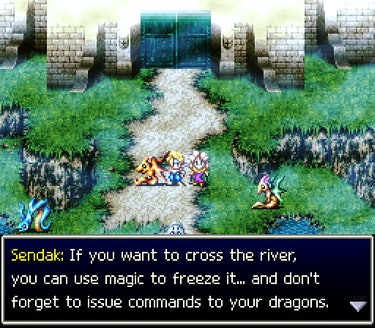 Sendak: If you want to cross the river,
you can use magic to freeze it... and don't
forget to issue commands to your dragons.